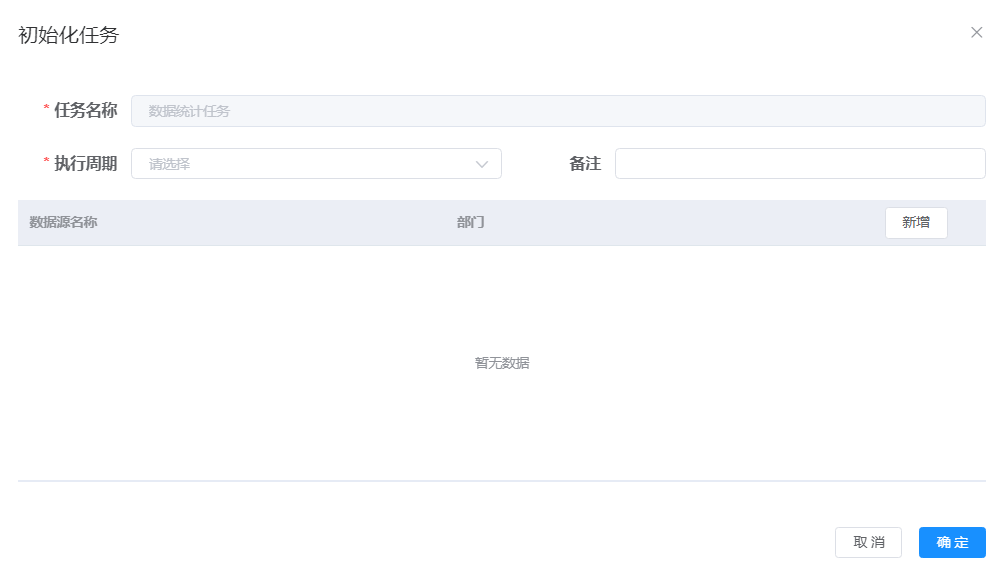 初始化任务
* 任务名称 数据统计任务
* 执行周期 请选择 备注
数据源名称 部门 新增
暂无数据
取消 确定